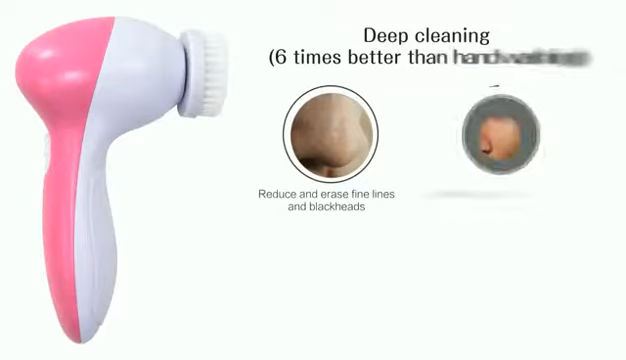 Deep cleaning
(6 times better than
Reduce and erase fine lines
and blackheads